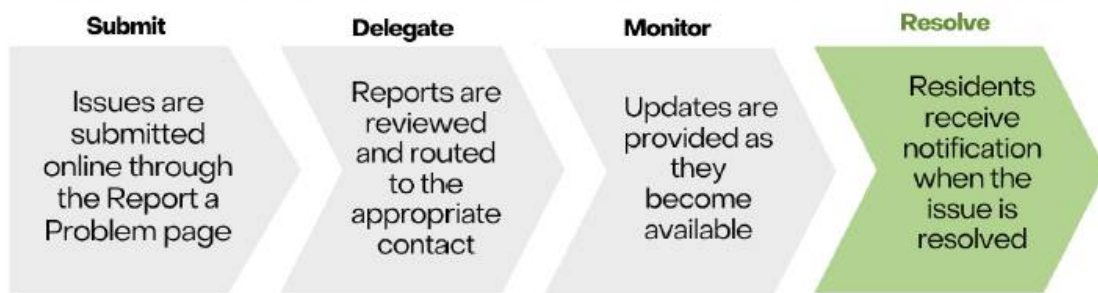 Submit
Issues are
submitted
online through
the Report a
Problem page
Delegate
Reports are
reviewed
and routed
to the
appropriate
contact
Monitor
Updates are
provided as
they
become
available
Resolve
Residents
receive
notification
when the
issue is
resolved